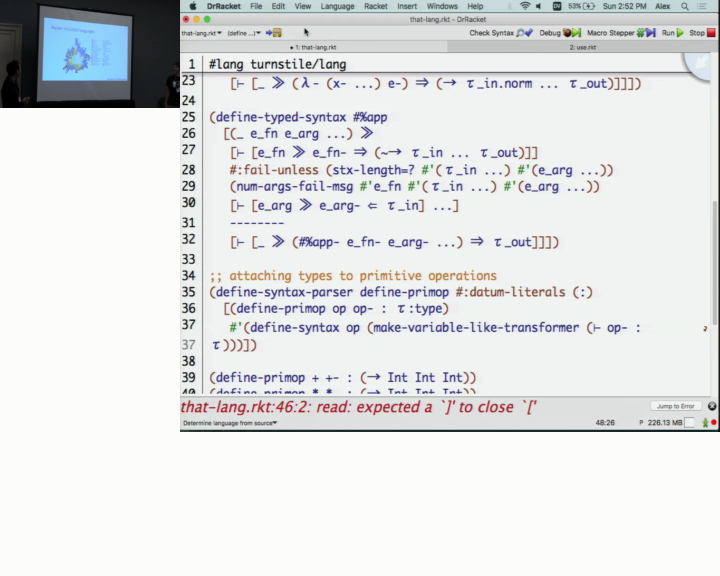 DrRacket File Edit View Language Racket Insert Windows Help 53% Sun 2:52 PM Alex
that-lang.rkt - DrRacket
that-lang.rkt (define ...) Check Syntax Debug Macro Stepper Run Stop
• 1: that-lang.rkt 2: use.rkt
1 #lang turnstile/lang
23 [⊢ [_ ≫ (λ- (x- ...) e-) ⇒ (→ τ_in.norm ... τ_out)]]])
24
25 (define-typed-syntax #%app
26 [(_ e_fn e_arg ...) ≫
27 [⊢ [e_fn ≫ e_fn- ⇒ (~→ τ_in ... τ_out)]]
28 #:fail-unless (stx-length=? #'(τ_in ...) #'(e_arg ...))
29 (num-args-fail-msg #'e_fn #'(τ_in ...) #'(e_arg ...))
30 [⊢ [e_arg ≫ e_arg- ⇐ τ_in] ...]
31 --------
32 [⊢ [_ ≫ (#%app- e_fn- e_arg- ...) ⇒ τ_out]]])
33
34 ;; attaching types to primitive operations
35 (define-syntax-parser define-primop #:datum-literals (:)
36 [(define-primop op op- : τ:type)
37 #'(define-syntax op (make-variable-like-transformer (⊢ op- :
37 τ)))])
38
39 (define-primop + +- : (→ Int Int Int))
40 (define-primop * *- : (→ Int Int Int))
that-lang.rkt:46:2: read: expected a `]' to close `['
Jump to Error
Determine language from source 48:26 P 226.13 MB